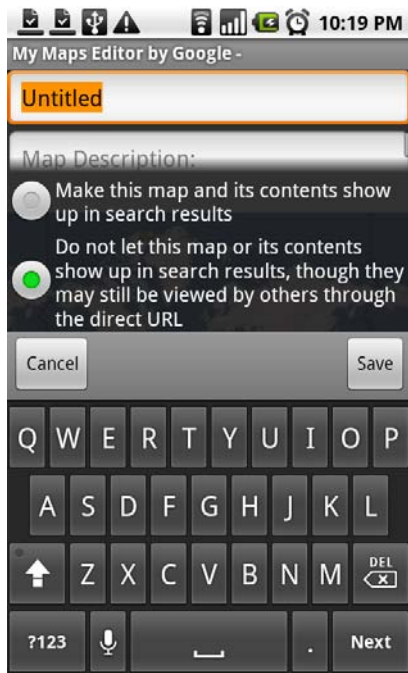 10:19 PM
My Maps Editor by Google -
Untitled
Map Description:
Make this map and its contents show
up in search results
Do not let this map or its contents
show up in search results, though they
may still be viewed by others through
the direct URL
Cancel Save
Q W E R T Y U I O P
A S D F G H J K L
Z X C V B N M DEL
?123 . Next